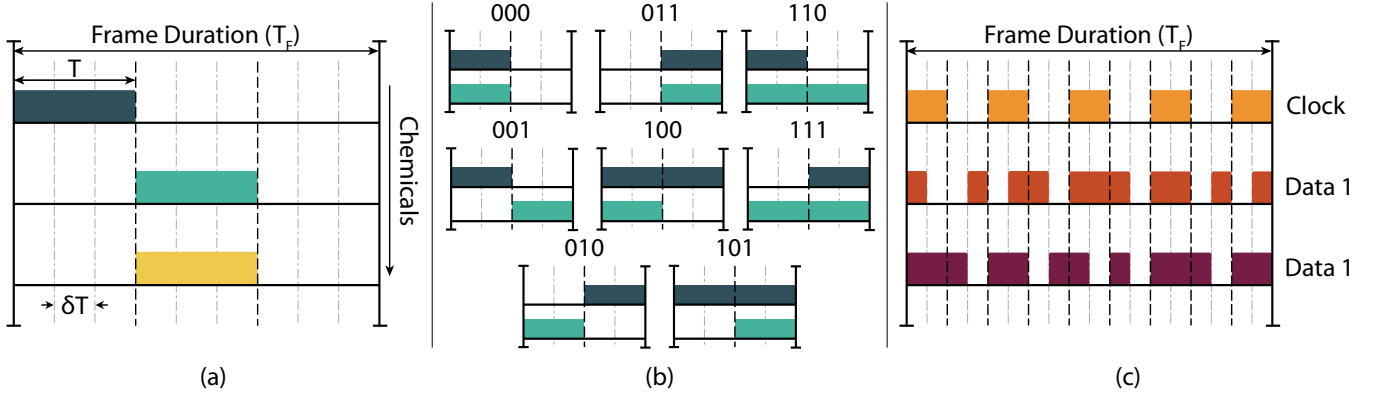 Frame Duration (T_F)
T
Chemicals
δT
(a)
000
011
110
001
100
111
010
101
(b)
Frame Duration (T_F)
Clock
Data 1
Data 1
(c)